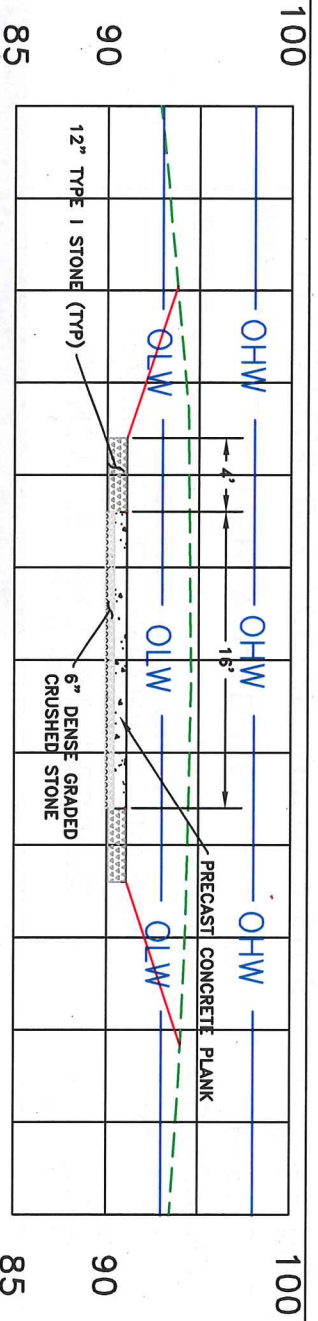 100
100
OHW
OHW
OHW
4'
16'
OLW
OLW
OLW
90
90
12" TYPE I STONE (TYP)
6" DENSE GRADED
CRUSHED STONE
PRECAST CONCRETE PLANK
85
85